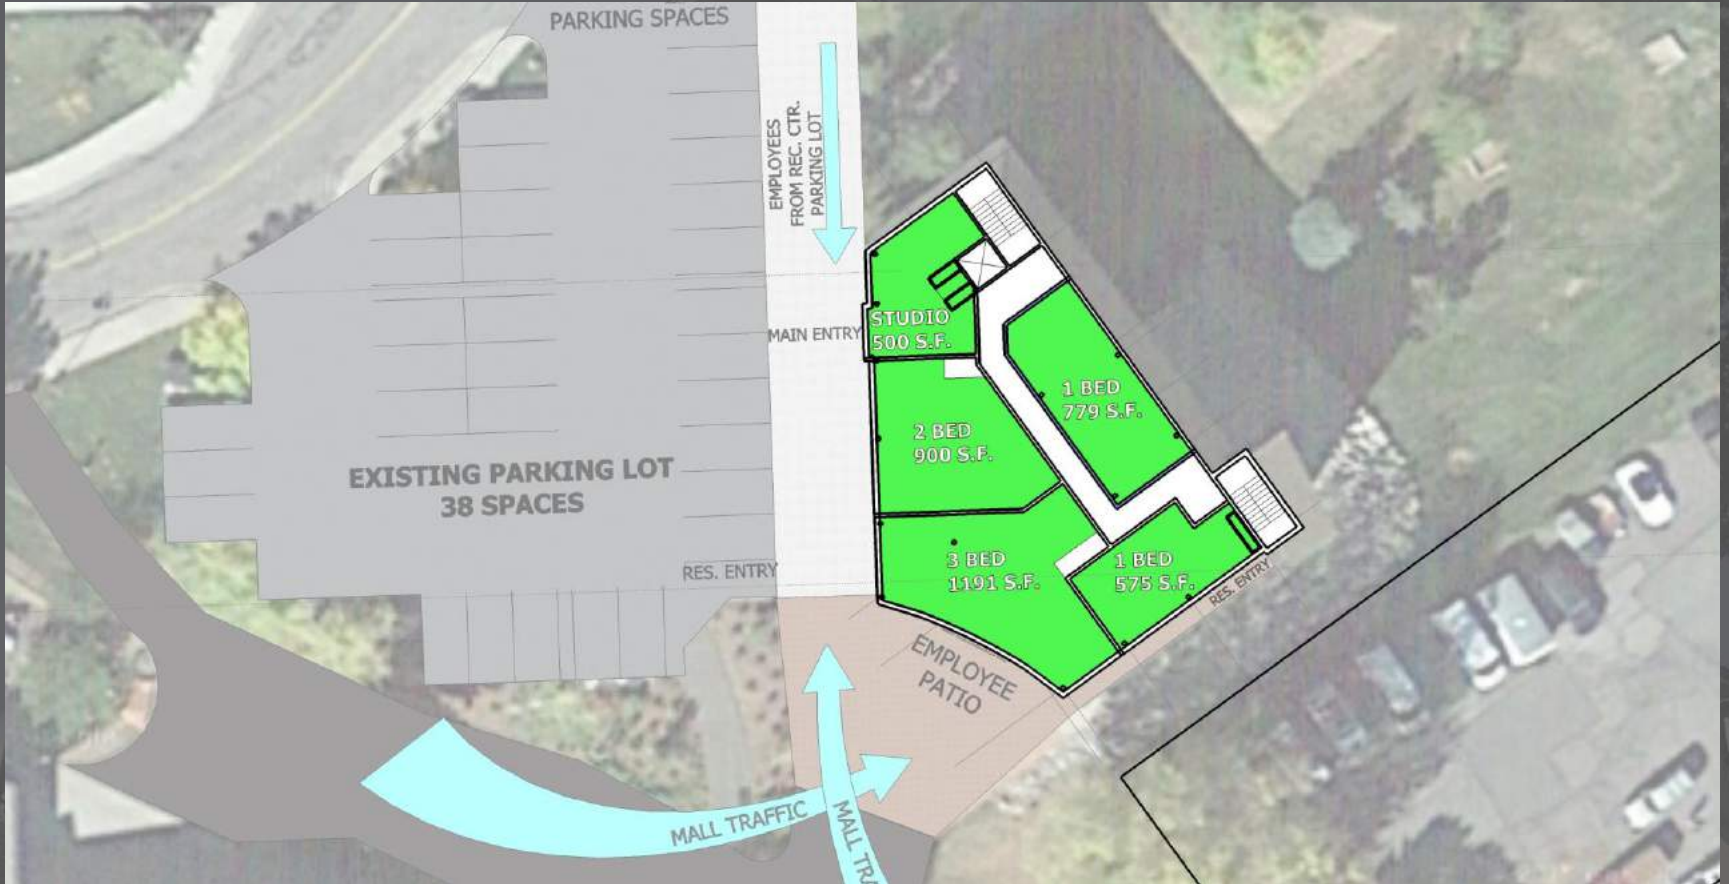 PARKING SPACES
EMPLOYEES
FROM REC. CTR.
PARKING LOT
MAIN ENTRY
STUDIO
500 S.F.
1 BED
779 S.F.
2 BED
900 S.F.
EXISTING PARKING LOT
38 SPACES
RES. ENTRY
3 BED
1191 S.F.
1 BED
575 S.F.
RES. ENTRY
EMPLOYEE
PATIO
MALL TRAFFIC
MALL